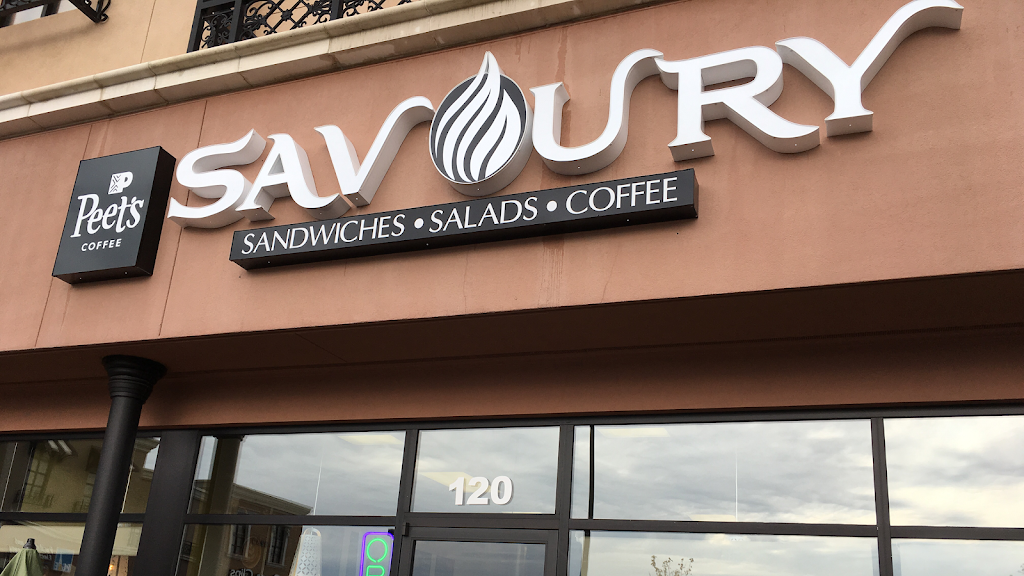 SAVOURY
Peet's
COFFEE
SANDWICHES • SALADS • COFFEE
120